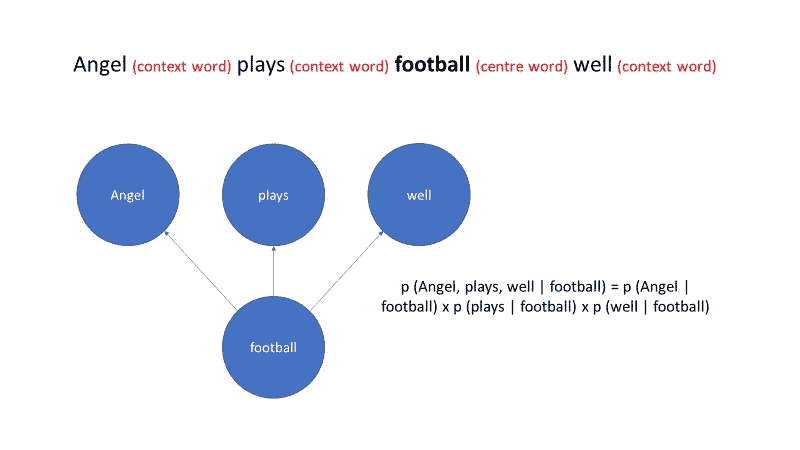 Angel (context word) plays (context word) football (centre word) well (context word)
Angel
plays
well
football
p (Angel, plays, well | football) = p (Angel |
football) x p (plays | football) x p (well | football)